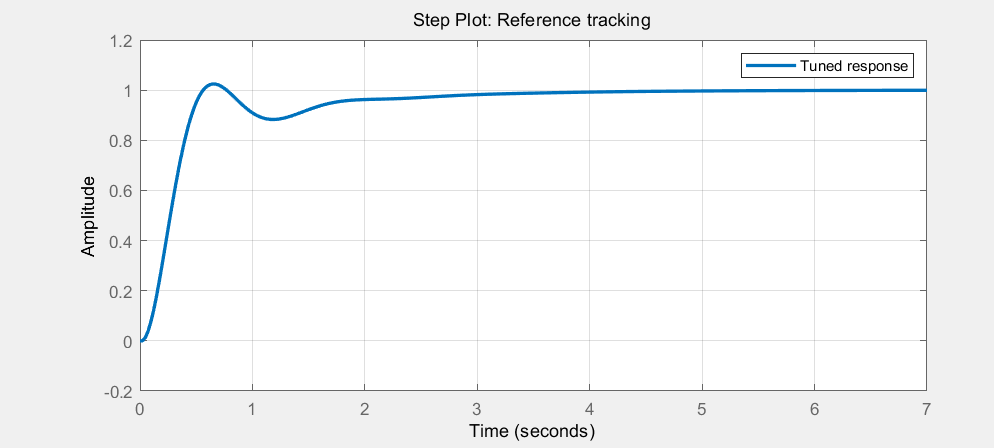 Step Plot: Reference tracking
1.2
Tuned response
1
0.8
0.6
Amplitude
0.4
0.2
0
-0.2
0 1 2 3 4 5 6 7
Time (seconds)